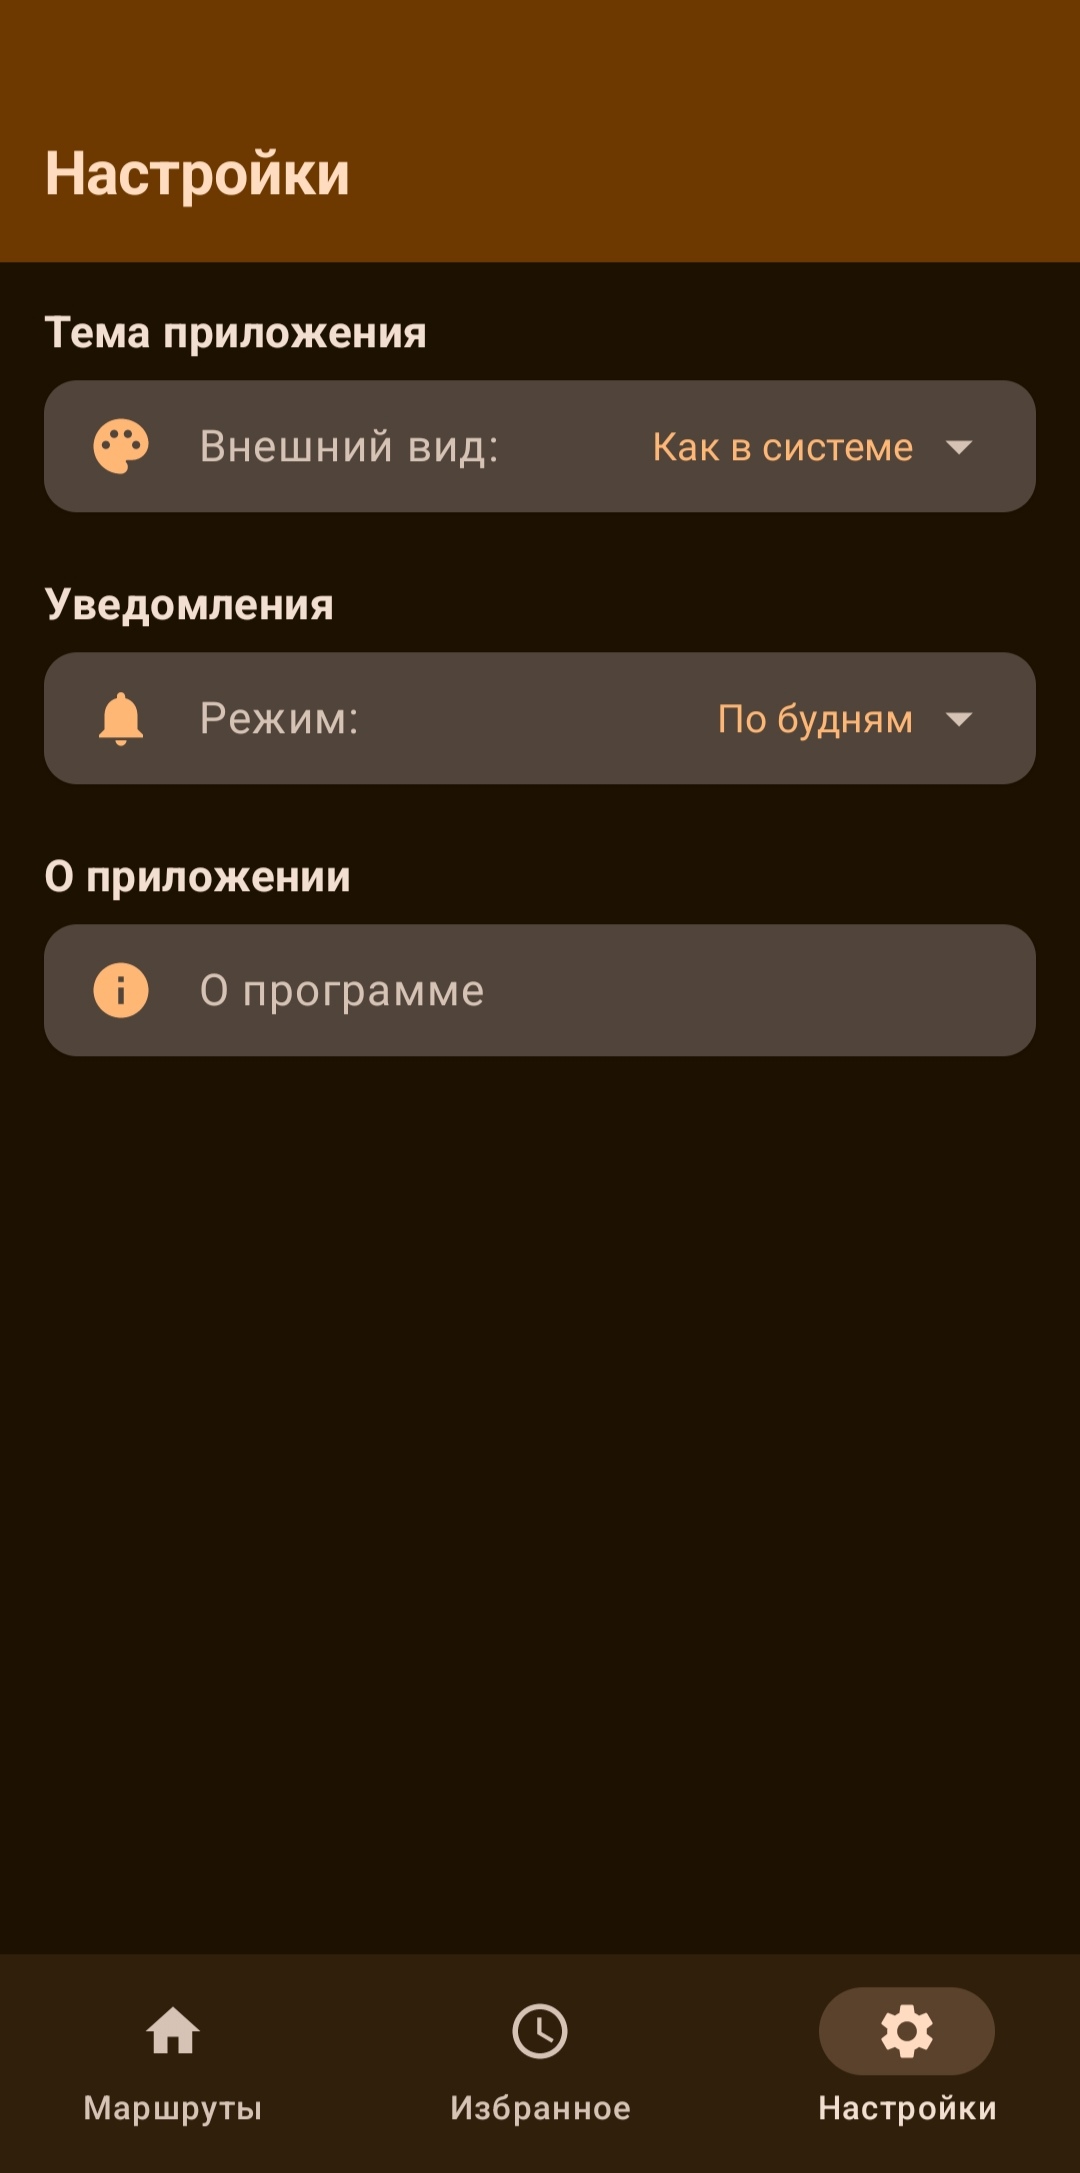 Настройки
Тема приложения
Внешний вид: Как в системе
Уведомления
Режим: По будням
О приложении
О программе
Маршруты Избранное Настройки